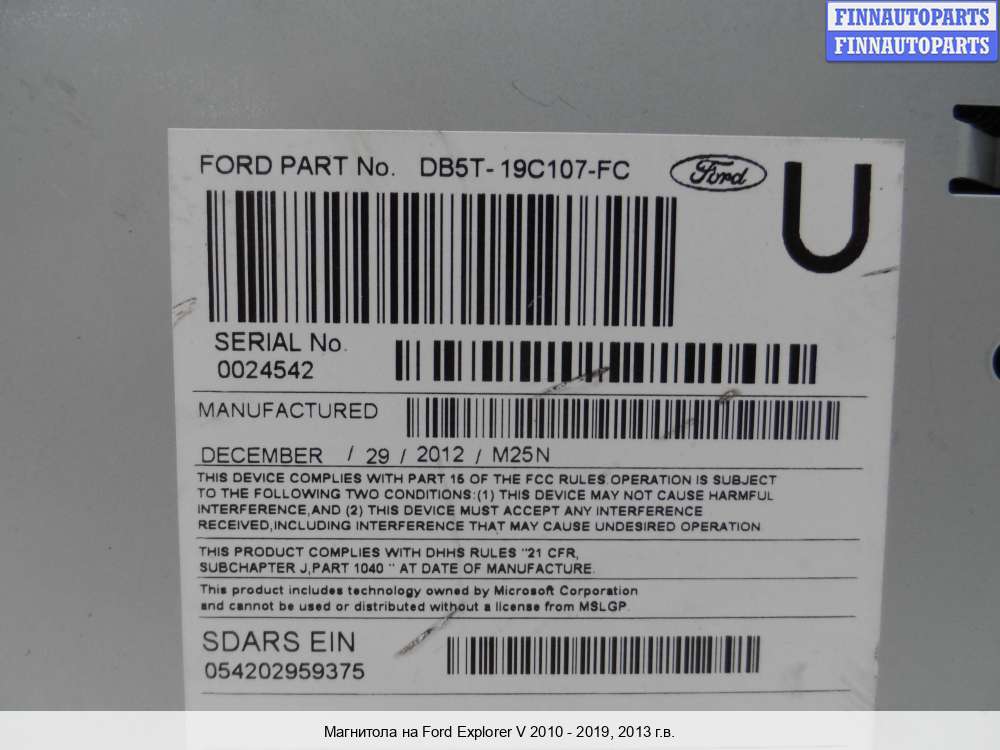 FINNAUTOPARTS
FINNAUTOPARTS
FORD PART No. DB5T-19C107-FC Ford U
SERIAL No.
0024542
MANUFACTURED
DECEMBER / 29 / 2012 / M25N
THIS DEVICE COMPLIES WITH PART 15 OF THE FCC RULES.OPERATION IS SUBJECT
TO THE FOLLOWING TWO CONDITIONS:(1) THIS DEVICE MAY NOT CAUSE HARMFUL
INTERFERENCE,AND (2) THIS DEVICE MUST ACCEPT ANY INTERFERENCE
RECEIVED,INCLUDING INTERFERENCE THAT MAY CAUSE UNDESIRED OPERATION.
THIS PRODUCT COMPLIES WITH DHHS RULES "21 CFR,
SUBCHAPTER J,PART 1040 " AT DATE OF MANUFACTURE.
This product includes technology owned by Microsoft Corporation
and cannot be used or distributed without a license from MSLGP.
SDARS EIN
054202959375
Магнитола на Ford Explorer V 2010 - 2019, 2013 г.в.